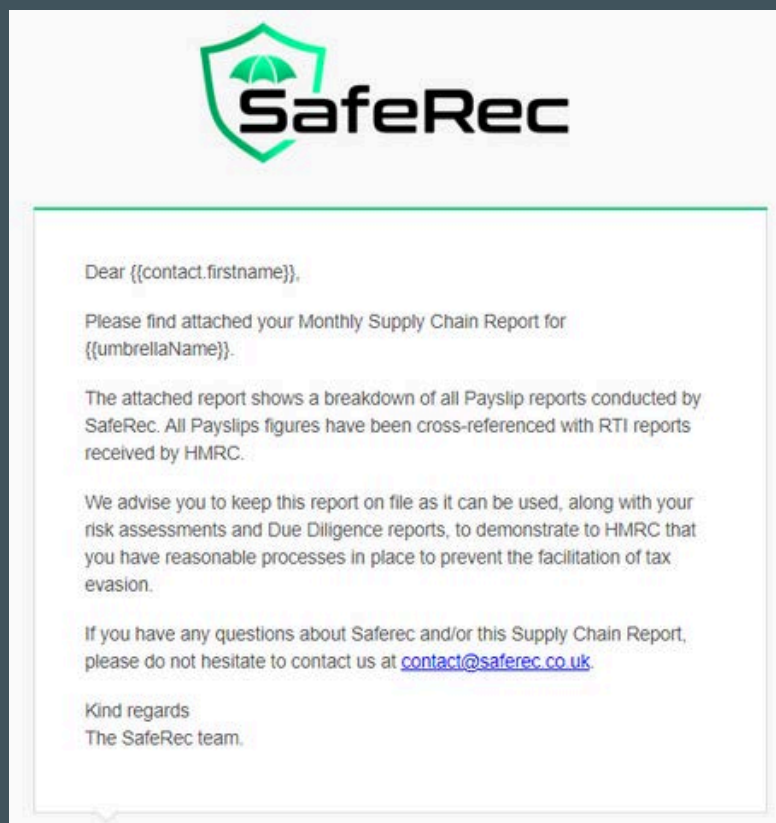 SafeRec
Dear {{contact.firstname}},
Please find attached your Monthly Supply Chain Report for
{{umbrellaName}}.
The attached report shows a breakdown of all Payslip reports conducted by
SafeRec. All Payslips figures have been cross-referenced with RTI reports
received by HMRC.
We advise you to keep this report on file as it can be used, along with your
risk assessments and Due Diligence reports, to demonstrate to HMRC that
you have reasonable processes in place to prevent the facilitation of tax
evasion.
If you have any questions about Saferec and/or this Supply Chain Report,
please do not hesitate to contact us at contact@saferec.co.uk.
Kind regards
The SafeRec team.